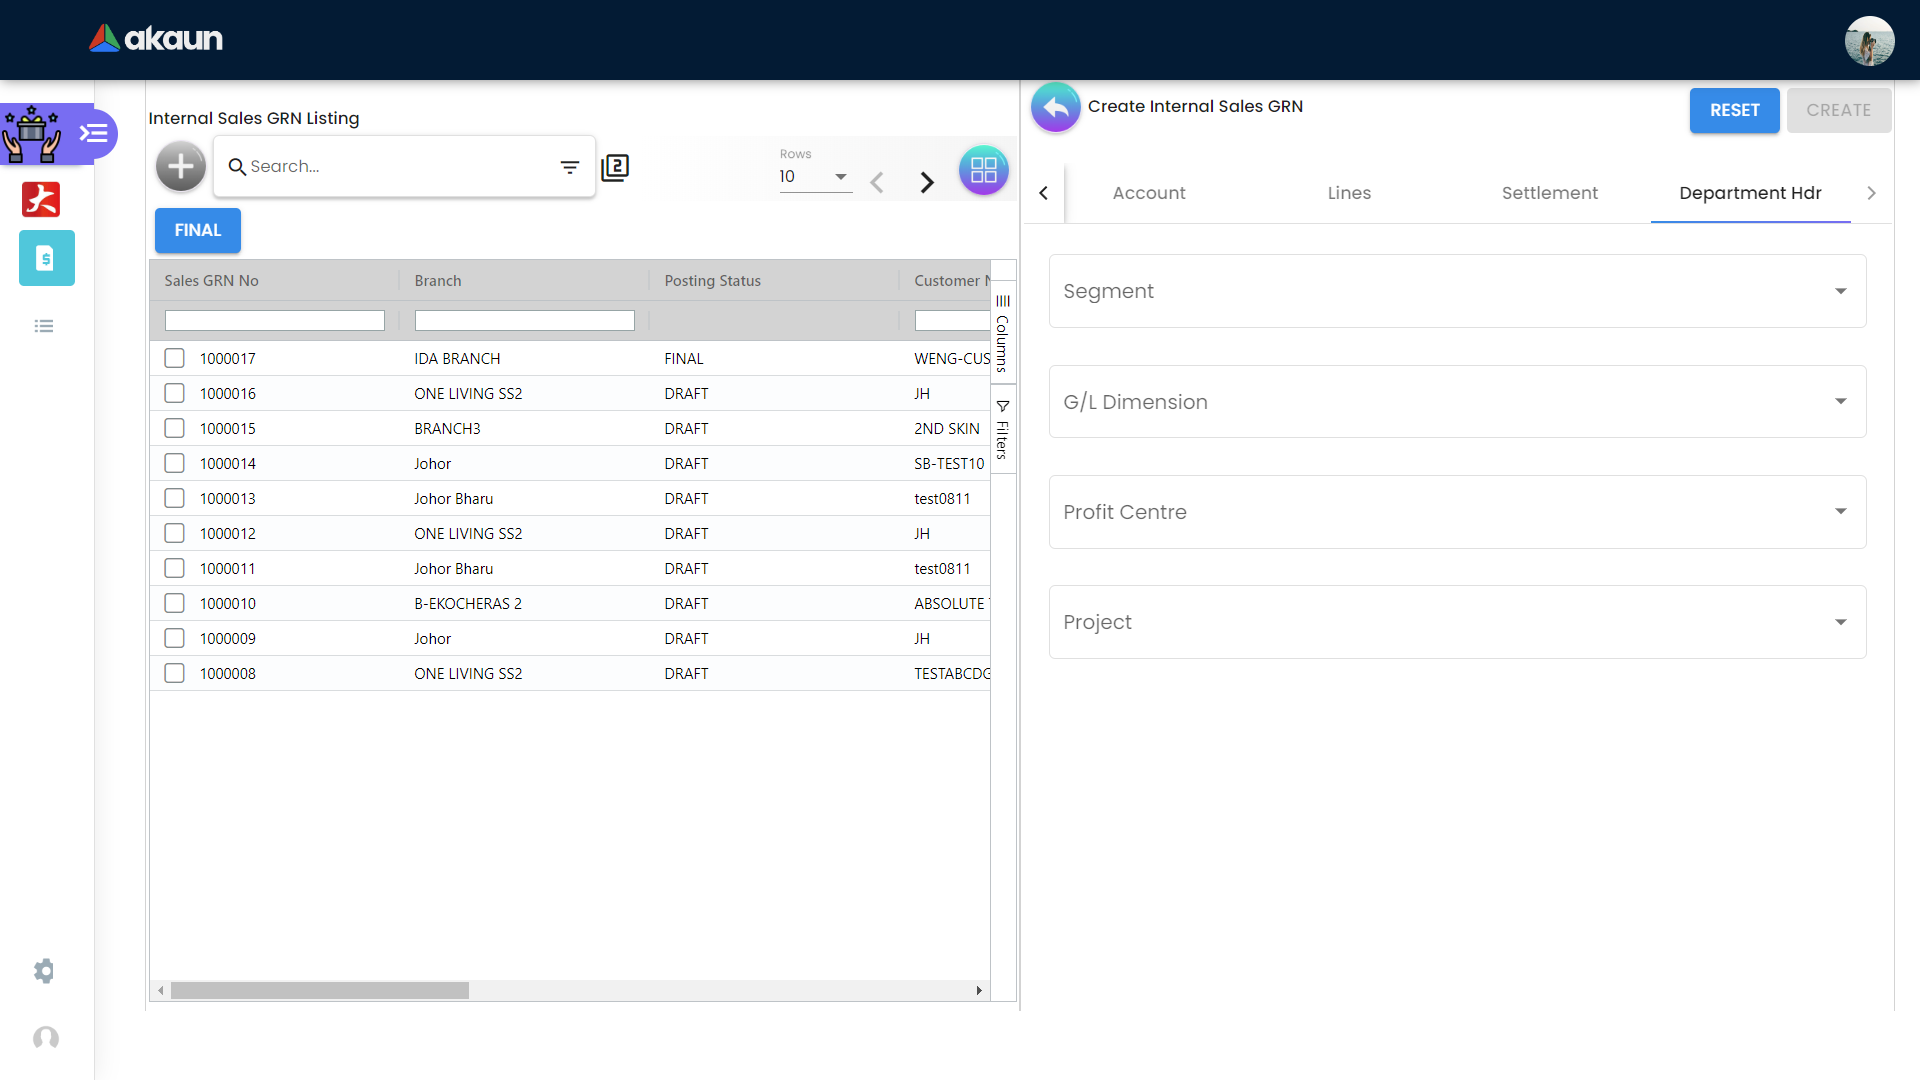 akaun
Internal Sales GRN Listing
Search...
2
Rows
10
FINAL
Sales GRN No Branch Posting Status Customer N
1000017 IDA BRANCH FINAL WENG-CUS
1000016 ONE LIVING SS2 DRAFT JH
1000015 BRANCH3 DRAFT 2ND SKIN
1000014 Johor DRAFT SB-TEST10
1000013 Johor Bharu DRAFT test0811
1000012 ONE LIVING SS2 DRAFT JH
1000011 Johor Bharu DRAFT test0811
1000010 B-EKOCHERAS 2 DRAFT ABSOLUTE
1000009 Johor DRAFT JH
1000008 ONE LIVING SS2 DRAFT TESTABCDG
Columns
Filters
Create Internal Sales GRN
RESET CREATE
Account Lines Settlement Department Hdr
Segment
G/L Dimension
Profit Centre
Project